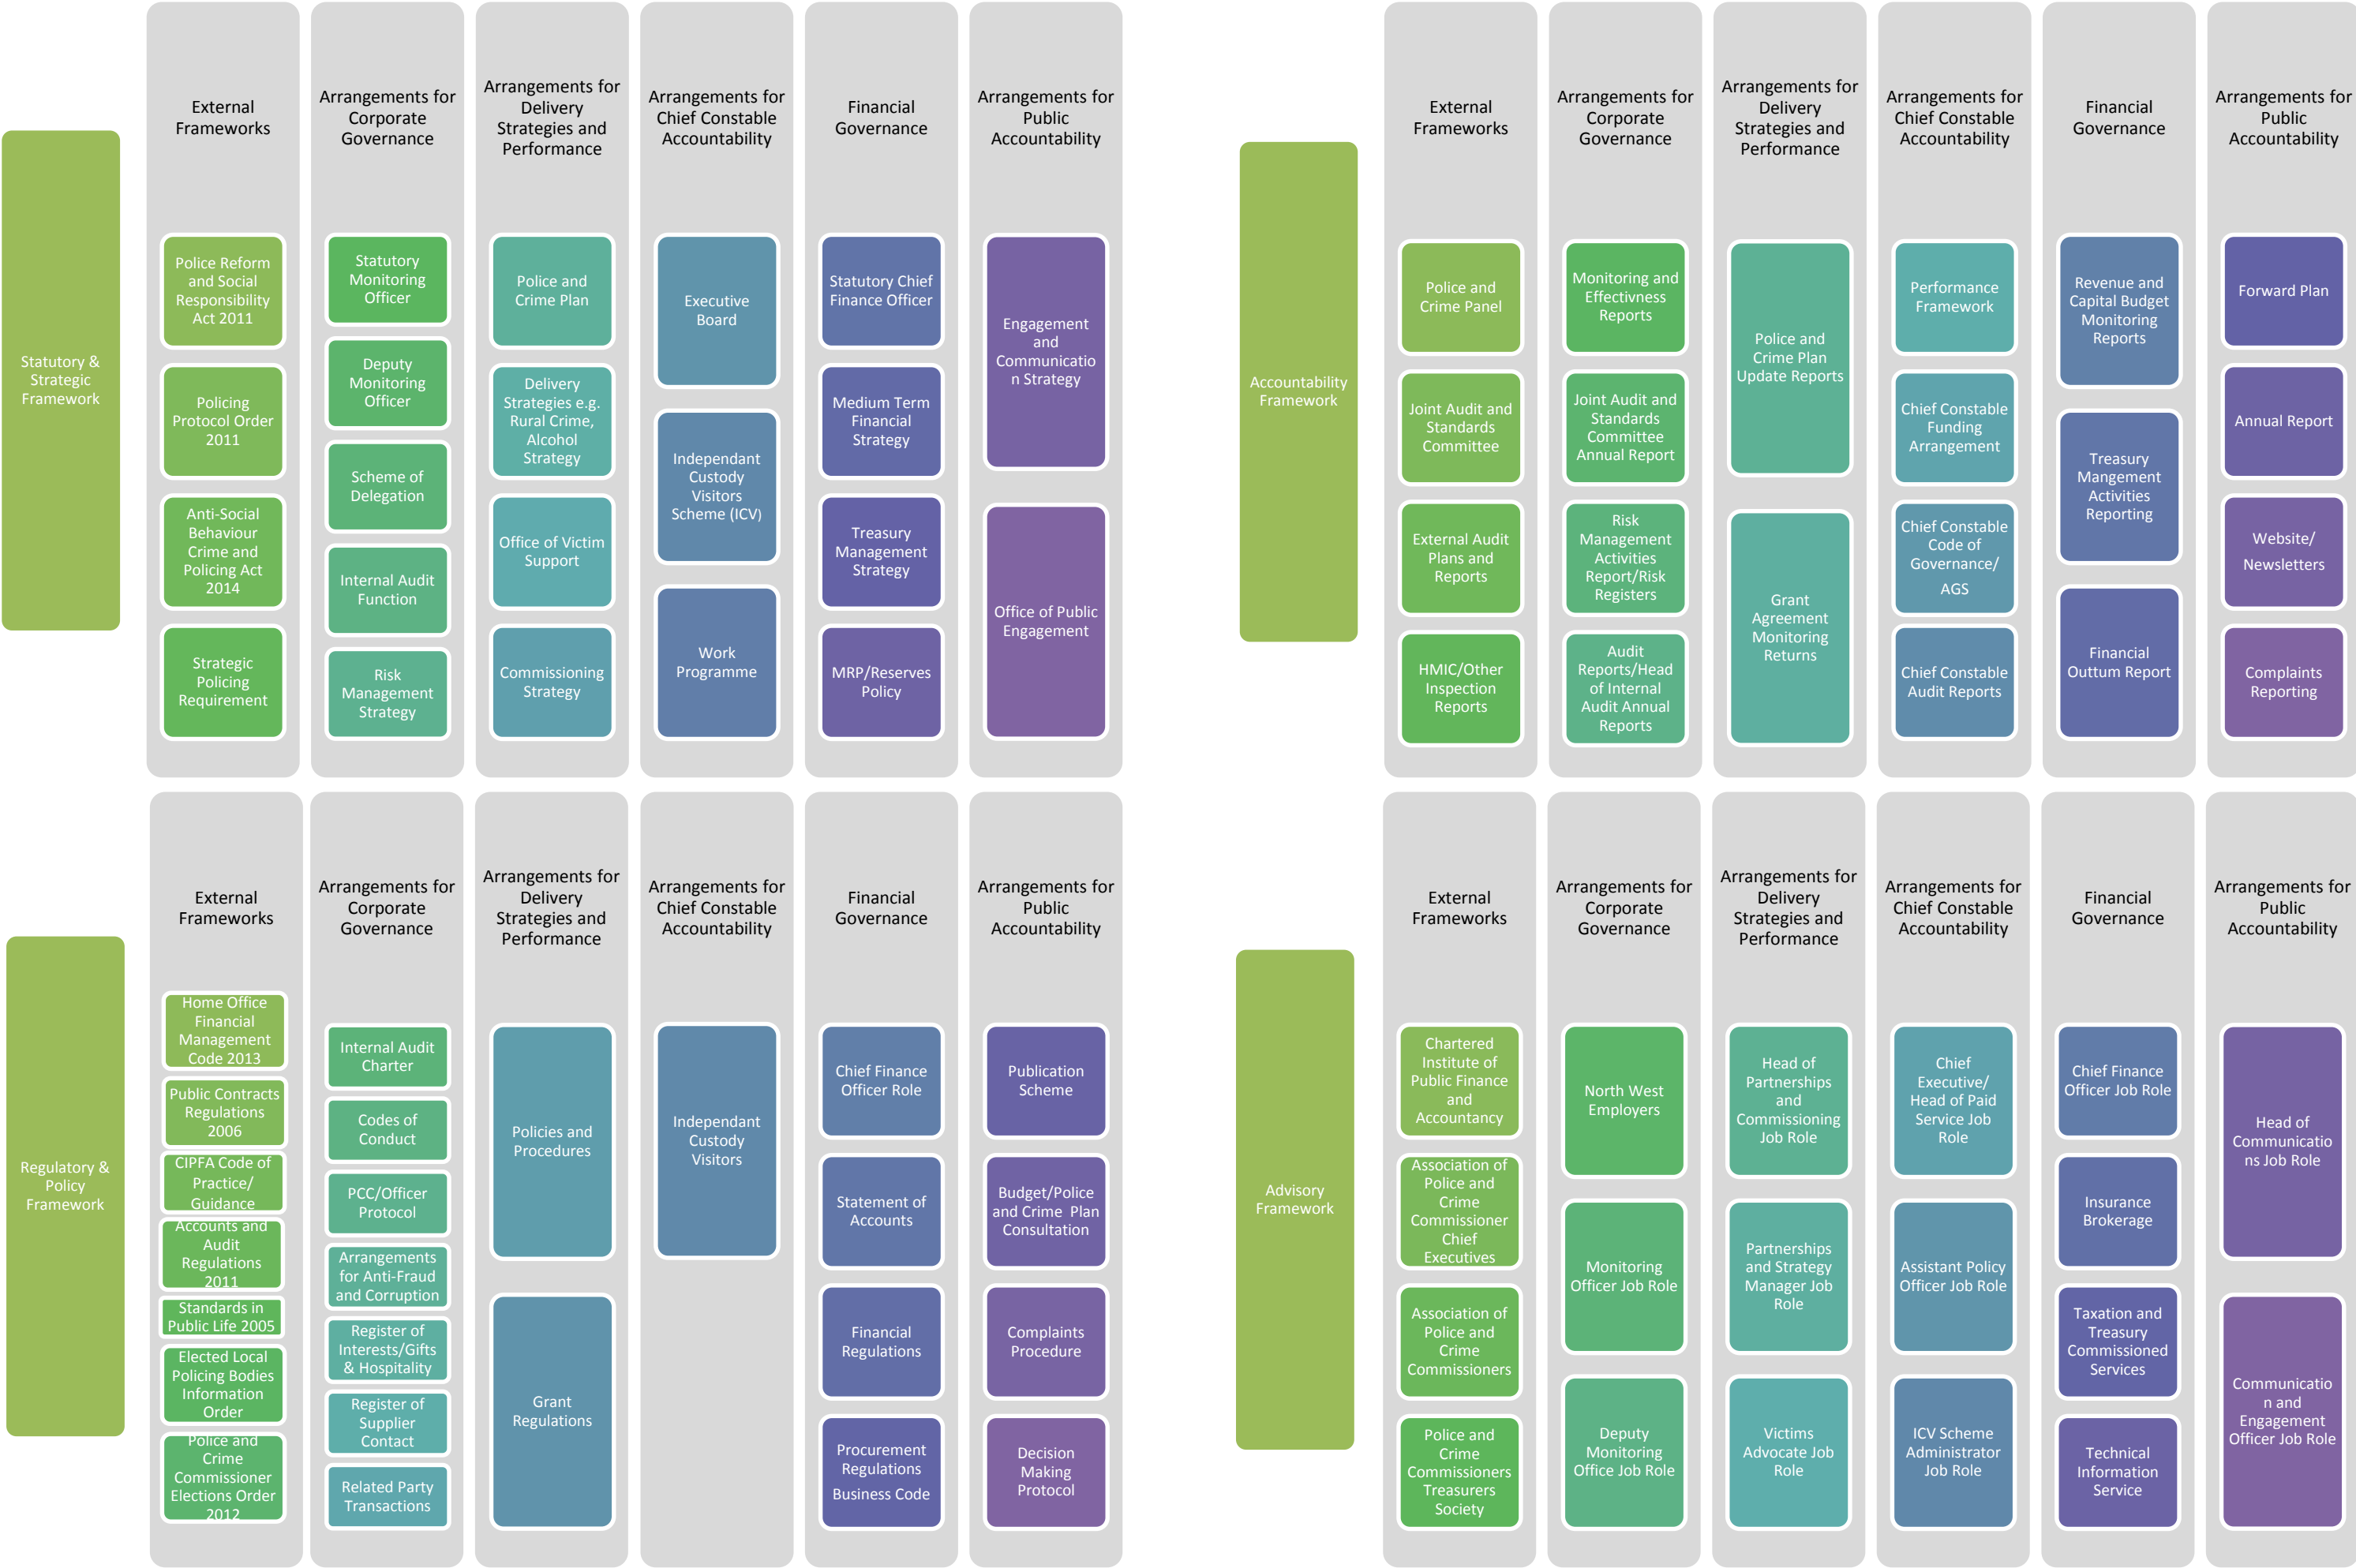 Statutory &
Strategic
Framework
External
Frameworks
Police Reform
and Social
Responsibility
Act 2011
Policing
Protocol Order
2011
Anti-Social
Behaviour
Crime and
Policing Act
2014
Strategic
Policing
Requirement
Arrangements for
Corporate
Governance
Statutory
Monitoring
Officer
Deputy
Monitoring
Officer
Scheme of
Delegation
Internal Audit
Function
Risk
Management
Strategy
Arrangements for
Delivery
Strategies and
Performance
Police and
Crime Plan
Delivery
Strategies e.g.
Rural Crime,
Alcohol
Strategy
Office of Victim
Support
Commissioning
Strategy
Arrangements for
Chief Constable
Accountability
Executive
Board
Independant
Custody
Visitors
Scheme (ICV)
Work
Programme
Financial
Governance
Statutory Chief
Finance Officer
Medium Term
Financial
Strategy
Treasury
Management
Strategy
MRP/Reserves
Policy
Arrangements for
Public
Accountability
Engagement
and
Communicatio
n Strategy
Office of Public
Engagement
Accountability
Framework
External
Frameworks
Police and
Crime Panel
Joint Audit and
Standards
Committee
External Audit
Plans and
Reports
HMIC/Other
Inspection
Reports
Arrangements for
Corporate
Governance
Monitoring and
Effectivness
Reports
Joint Audit and
Standards
Committee
Annual Report
Risk
Management
Activities
Report/Risk
Registers
Audit
Reports/Head
of Internal
Audit Annual
Reports
Arrangements for
Delivery
Strategies and
Performance
Police and
Crime Plan
Update Reports
Grant
Agreement
Monitoring
Returns
Arrangements for
Chief Constable
Accountability
Performance
Framework
Chief Constable
Funding
Arrangement
Chief Constable
Code of
Governance/
AGS
Chief Constable
Audit Reports
Financial
Governance
Revenue and
Capital Budget
Monitoring
Reports
Treasury
Mangement
Activities
Reporting
Financial
Outturn Report
Arrangements for
Public
Accountability
Forward Plan
Annual Report
Website/
Newsletters
Complaints
Reporting
Regulatory &
Policy
Framework
External
Frameworks
Home Office
Financial
Management
Code 2013
Public Contracts
Regulations
2006
CIPFA Code of
Practice/
Guidance
Accounts and
Audit
Regulations
2011
Standards in
Public Life 2005
Elected Local
Policing Bodies
Information
Order
Police and
Crime
Commissioner
Elections Order
2012
Arrangements for
Corporate
Governance
Internal Audit
Charter
Codes of
Conduct
PCC/Officer
Protocol
Arrangements
for Anti-Fraud
and Corruption
Register of
Interests/Gifts
& Hospitality
Register of
Supplier
Contact
Related Party
Transactions
Arrangements for
Delivery
Strategies and
Performance
Policies and
Procedures
Grant
Regulations
Arrangements for
Chief Constable
Accountability
Independant
Custody
Visitors
Financial
Governance
Chief Finance
Officer Role
Statement of
Accounts
Financial
Regulations
Procurement
Regulations
Business Code
Arrangements for
Public
Accountability
Publication
Scheme
Budget/Police
and Crime Plan
Consultation
Complaints
Procedure
Decision
Making
Protocol
Advisory
Framework
External
Frameworks
Chartered
Institute of
Public Finance
and
Accountancy
Association of
Police and
Crime
Commissioner
Chief
Executives
Association of
Police and
Crime
Commissioners
Police and
Crime
Commissioners
Treasurers
Society
Arrangements for
Corporate
Governance
North West
Employers
Monitoring
Officer Job Role
Deputy
Monitoring
Office Job Role
Arrangements for
Delivery
Strategies and
Performance
Head of
Partnerships
and
Commissioning
Job Role
Partnerships
and Strategy
Manager Job
Role
Victims
Advocate Job
Role
Arrangements for
Chief Constable
Accountability
Chief
Executive/
Head of Paid
Service Job
Role
Assistant Policy
Officer Job Role
ICV Scheme
Administrator
Job Role
Financial
Governance
Chief Finance
Officer Job Role
Insurance
Brokerage
Taxation and
Treasury
Commissioned
Services
Technical
Information
Service
Arrangements for
Public
Accountability
Head of
Communicatio
ns Job Role
Communicatio
n and
Engagement
Officer Job Role